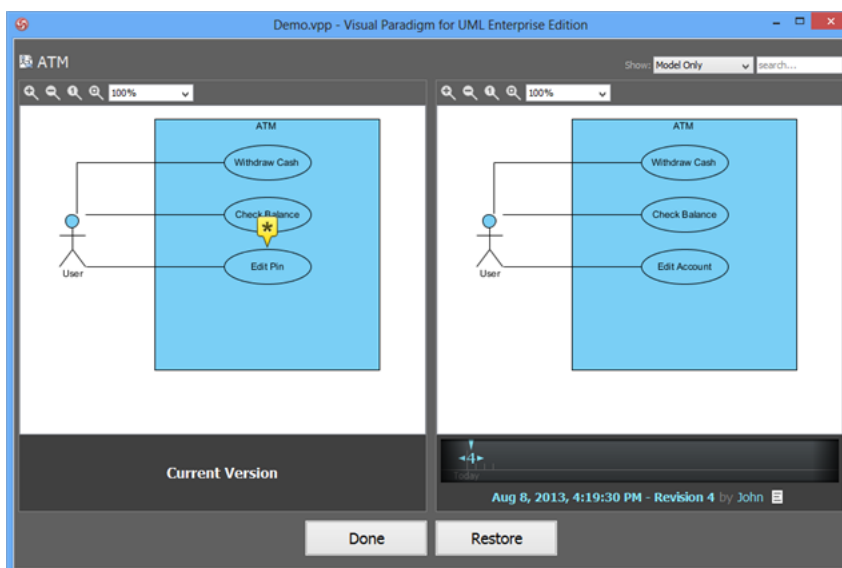 Demo.vpp - Visual Paradigm for UML Enterprise Edition
ATM
Show: Model Only
search...
100%
100%
ATM
Withdraw Cash
Check Balance
*
Edit Pin
User
ATM
Withdraw Cash
Check Balance
Edit Account
User
Current Version
4
Today
Aug 8, 2013, 4:19:30 PM - Revision 4 by John
Done
Restore